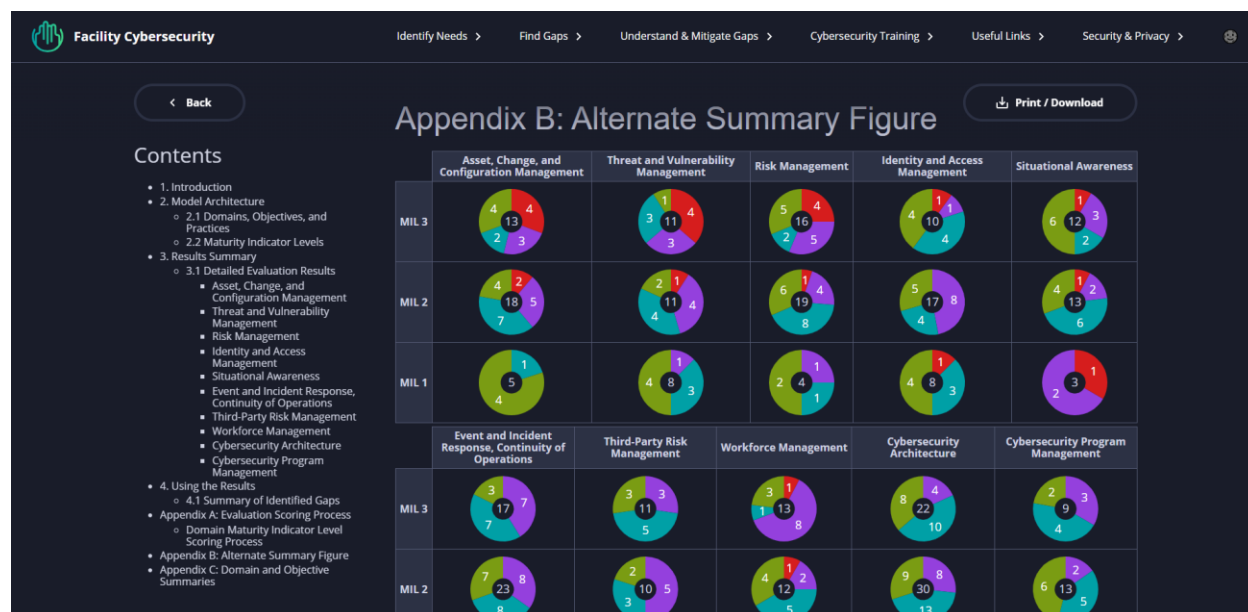 Facility Cybersecurity
Identify Needs
Find Gaps
Understand & Mitigate Gaps
Cybersecurity Training
Useful Links
Security & Privacy
Back
Print / Download
Appendix B: Alternate Summary Figure
Contents
• 1. Introduction
• 2. Model Architecture
○ 2.1 Domains, Objectives, and
Practices
○ 2.2 Maturity Indicator Levels
• 3. Results Summary
○ 3.1 Detailed Evaluation Results
▪ Asset, Change, and
Configuration Management
▪ Threat and Vulnerability
Management
▪ Risk Management
▪ Identity and Access
Management
▪ Situational Awareness
▪ Event and Incident Response,
Continuity of Operations
▪ Third-Party Risk Management
▪ Workforce Management
▪ Cybersecurity Architecture
▪ Cybersecurity Program
Management
• 4. Using the Results
○ 4.1 Summary of Identified Gaps
• Appendix A: Evaluation Scoring Process
○ Domain Maturity Indicator Level
Scoring Process
• Appendix B: Alternate Summary Figure
• Appendix C: Domain and Objective
Summaries
Asset, Change, and
Configuration Management
Threat and Vulnerability
Management
Risk Management
Identity and Access
Management
Situational Awareness
MIL 3
4 4 13 2 3
1 4 3 11 3
5 4 16 2 5
1 1 4 10 4
1 3 6 12 2
MIL 2
4 2 18 5 7
2 1 11 4 4
1 6 4 19 8
5 17 8 4
1 4 2 13 6
MIL 1
1 5 4
1 4 8 3
1 2 4 1
1 4 8 3
1 3 2
Event and Incident
Response, Continuity of
Operations
Third-Party Risk
Management
Workforce Management
Cybersecurity
Architecture
Cybersecurity Program
Management
MIL 3
3 7 17 7
3 3 11 5
3 1 1 13 8
4 8 22 10
2 3 9 4
MIL 2
7 8 23 8
2 10 5 3
1 4 2 12 5
9 8 30 13
2 6 13 5